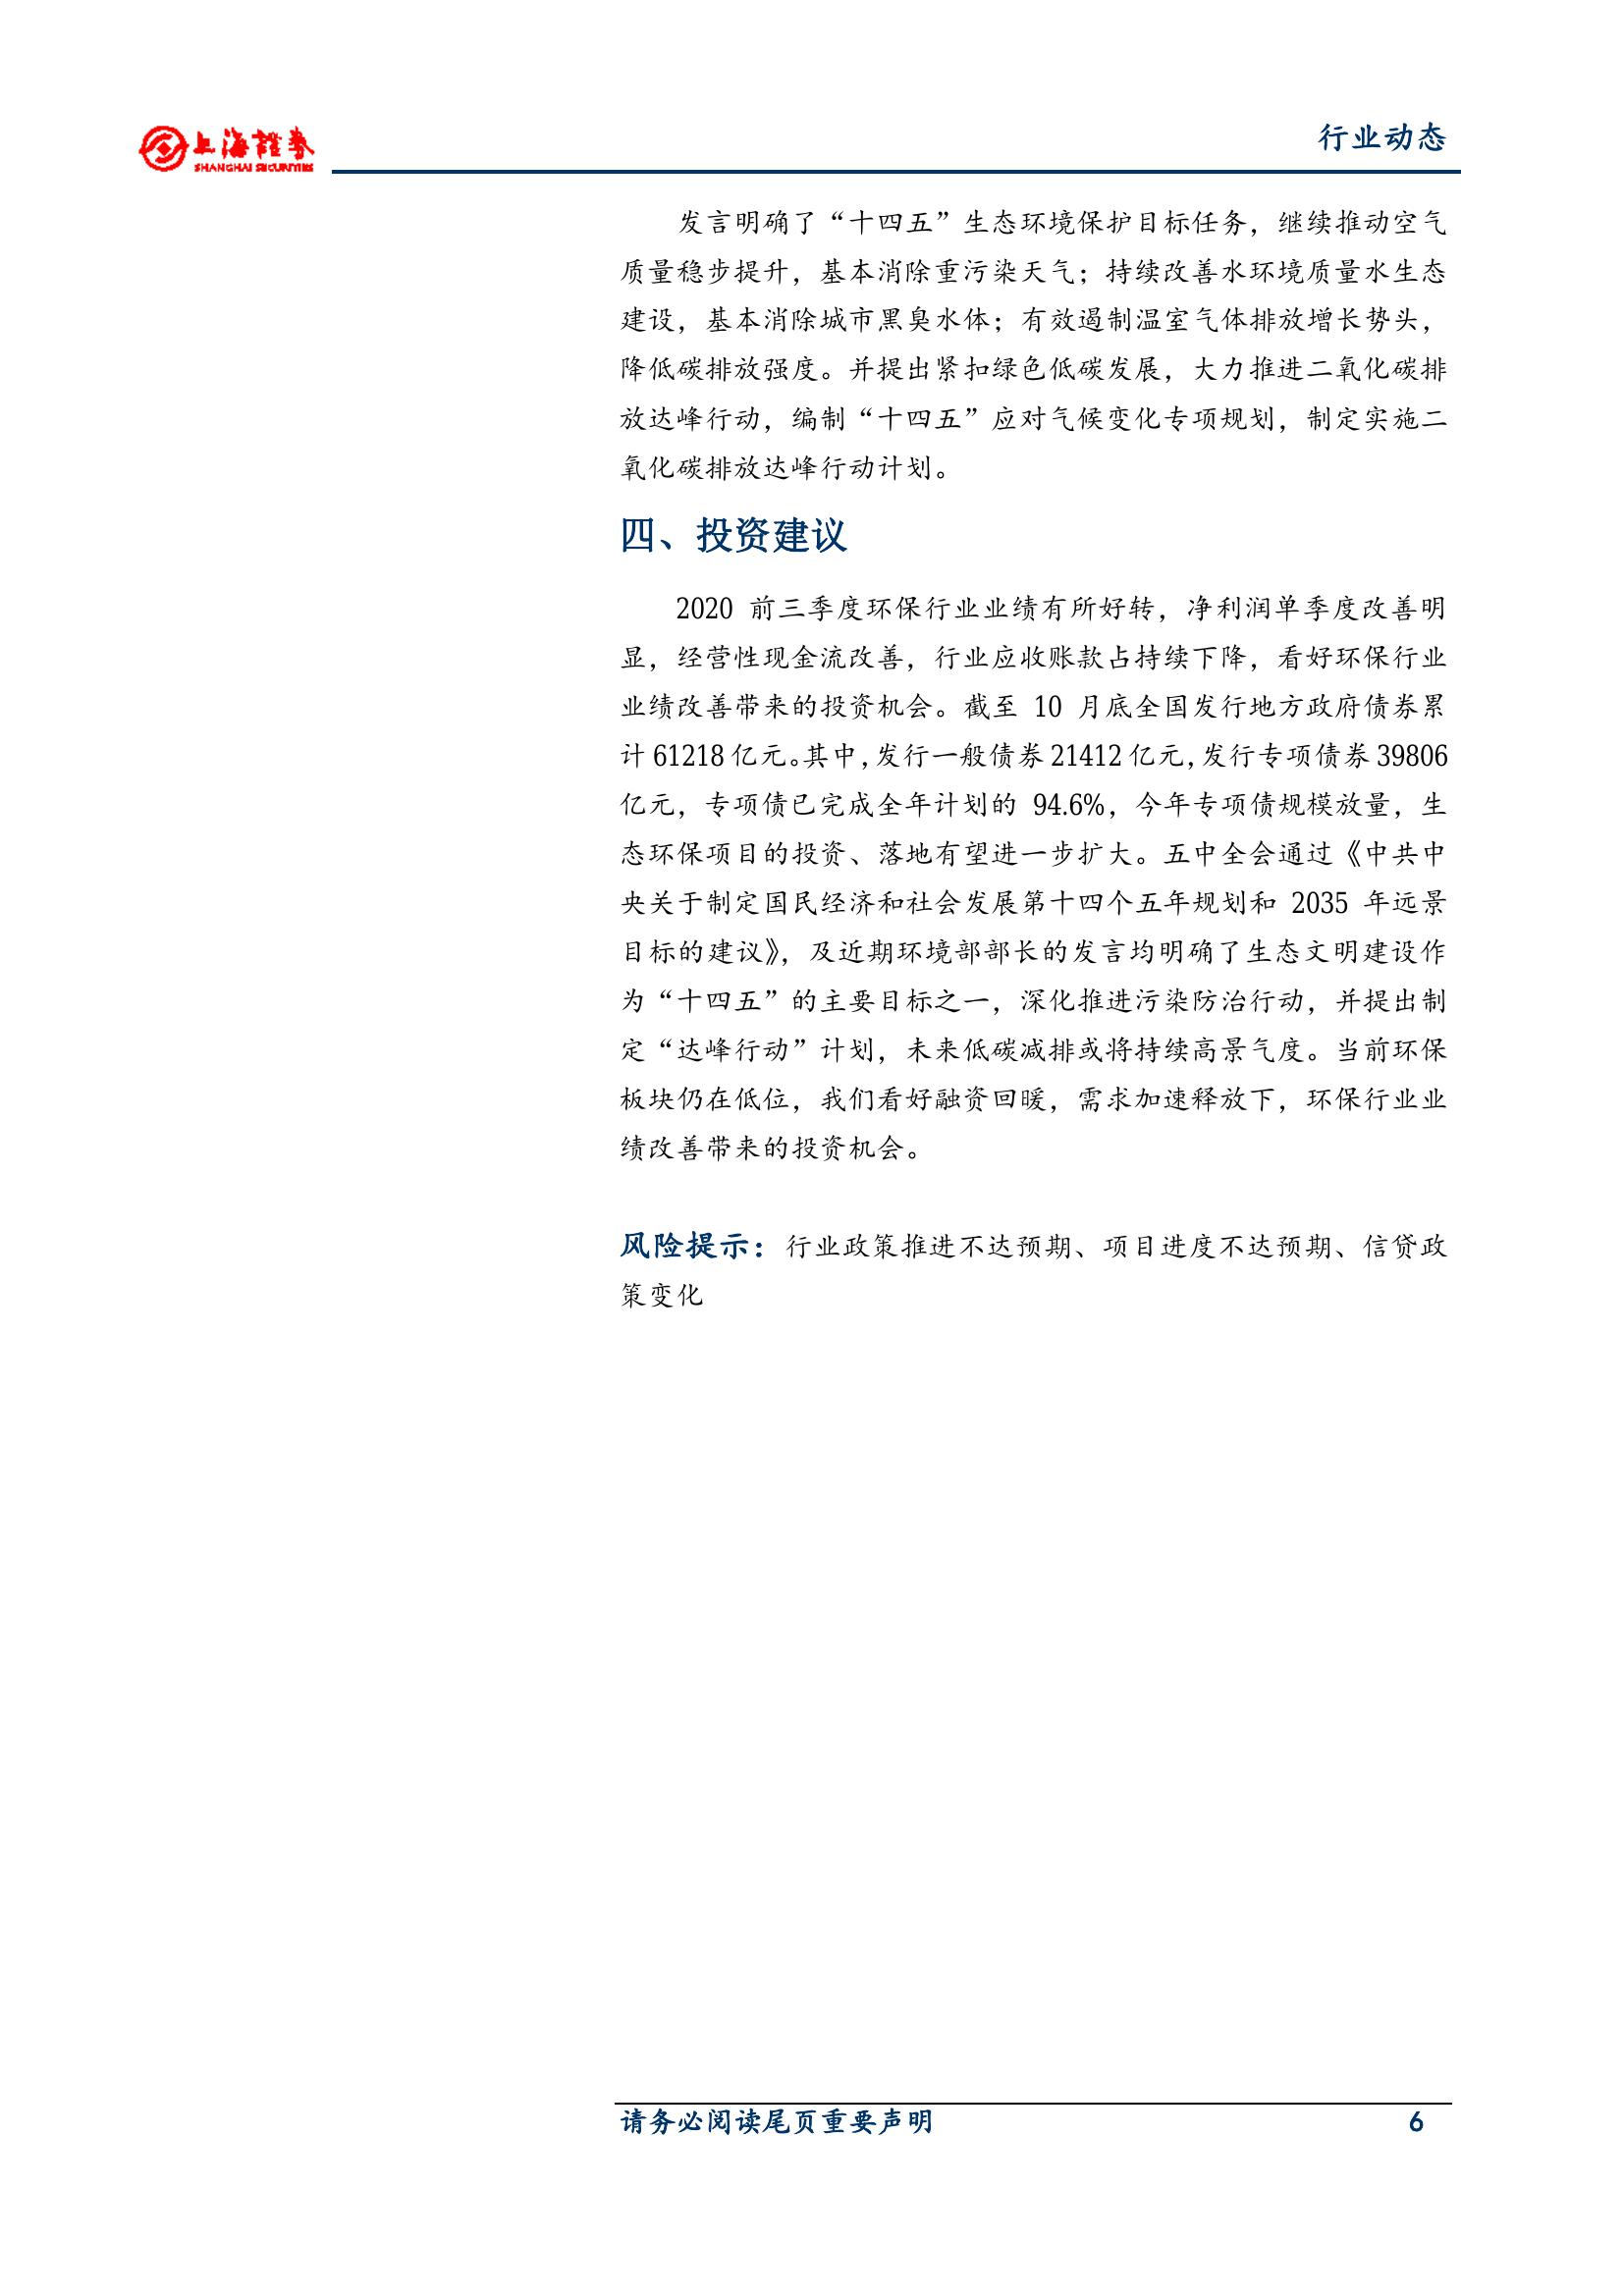 上海證券
SHANGHAI SECURITIES
行业动态
发言明确了“十四五”生态环境保护目标任务，继续推动空气
质量稳步提升，基本消除重污染天气；持续改善水环境质量水生态
建设，基本消除城市黑臭水体；有效遏制温室气体排放增长势头，
降低碳排放强度。并提出紧扣绿色低碳发展，大力推进二氧化碳排
放达峰行动，编制“十四五”应对气候变化专项规划，制定实施二
氧化碳排放达峰行动计划。
四、投资建议
2020 前三季度环保行业业绩有所好转，净利润单季度改善明
显，经营性现金流改善，行业应收账款占持续下降，看好环保行业
业绩改善带来的投资机会。截至 10 月底全国发行地方政府债券累
计 61218 亿元。其中，发行一般债券 21412 亿元，发行专项债券 39806
亿元，专项债已完成全年计划的 94.6%，今年专项债规模放量，生
态环保项目的投资、落地有望进一步扩大。五中全会通过《中共中
央关于制定国民经济和社会发展第十四个五年规划和 2035 年远景
目标的建议》，及近期环境部部长的发言均明确了生态文明建设作
为“十四五”的主要目标之一，深化推进污染防治行动，并提出制
定“达峰行动”计划，未来低碳减排或将持续高景气度。当前环保
板块仍在低位，我们看好融资回暖，需求加速释放下，环保行业业
绩改善带来的投资机会。
风险提示：行业政策推进不达预期、项目进度不达预期、信贷政
策变化
请务必阅读尾页重要声明 6